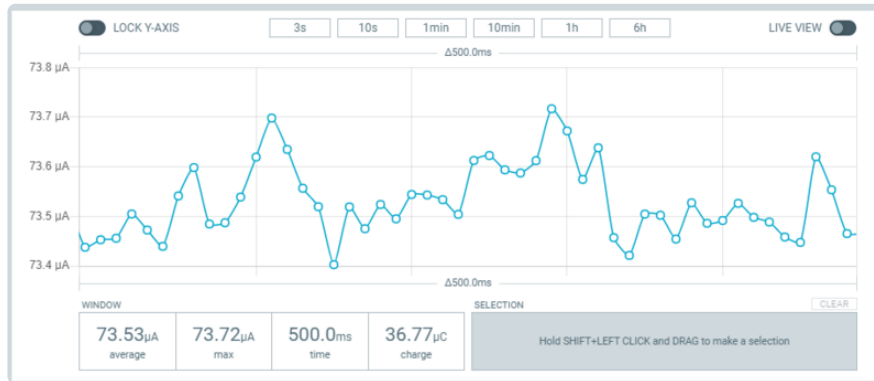 LOCK Y-AXIS 3s 10s 1min 10min 1h 6h LIVE VIEW
Δ500.0ms
73.8 µA
73.7 µA
73.6 µA
73.5 µA
73.4 µA
Δ500.0ms
WINDOW SELECTION CLEAR
73.53µA 73.72µA 500.0ms 36.77µC
average max time charge
Hold SHIFT+LEFT CLICK and DRAG to make a selection